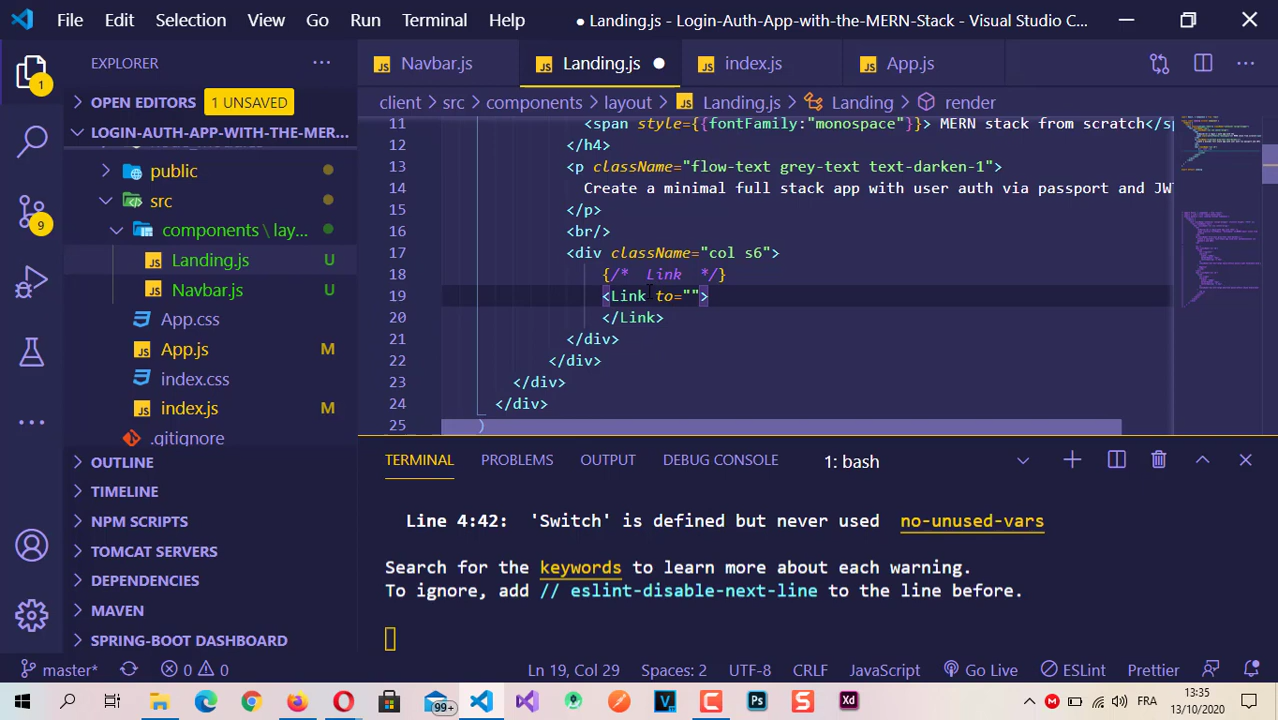 File Edit Selection View Go Run Terminal Help ● Landing.js - Login-Auth-App-with-the-MERN-Stack - Visual Studio C...
EXPLORER ...
1
Navbar.js Landing.js ● index.js App.js ...
OPEN EDITORS 1 UNSAVED
client > src > components > layout > Landing.js > Landing > render
LOGIN-AUTH-APP-WITH-THE-MER...
public
src
components \ lay...
Landing.js U
Navbar.js U
App.css
App.js M
index.css
index.js M
.gitignore
OUTLINE
TIMELINE
NPM SCRIPTS
TOMCAT SERVERS
DEPENDENCIES
MAVEN
SPRING-BOOT DASHBOARD
9
11 <span style={{fontFamily:"monospace"}}> MERN stack from scratch</sp
12 </h4>
13 <p className="flow-text grey-text text-darken-1">
14 Create a minimal full stack app with user auth via passport and JW
15 </p>
16 <br/>
17 <div className="col s6">
18 {/* Link */}
19 <Link to="">
20 </Link>
21 </div>
22 </div>
23 </div>
24 </div>
25 )
TERMINAL PROBLEMS OUTPUT DEBUG CONSOLE 1: bash
Line 4:42: 'Switch' is defined but never used no-unused-vars
Search for the keywords to learn more about each warning.
To ignore, add // eslint-disable-next-line to the line before.
master* 0 0 Ln 19, Col 29 Spaces: 2 UTF-8 CRLF JavaScript Go Live ESLint Prettier
99+ FRA 13:35
13/10/2020